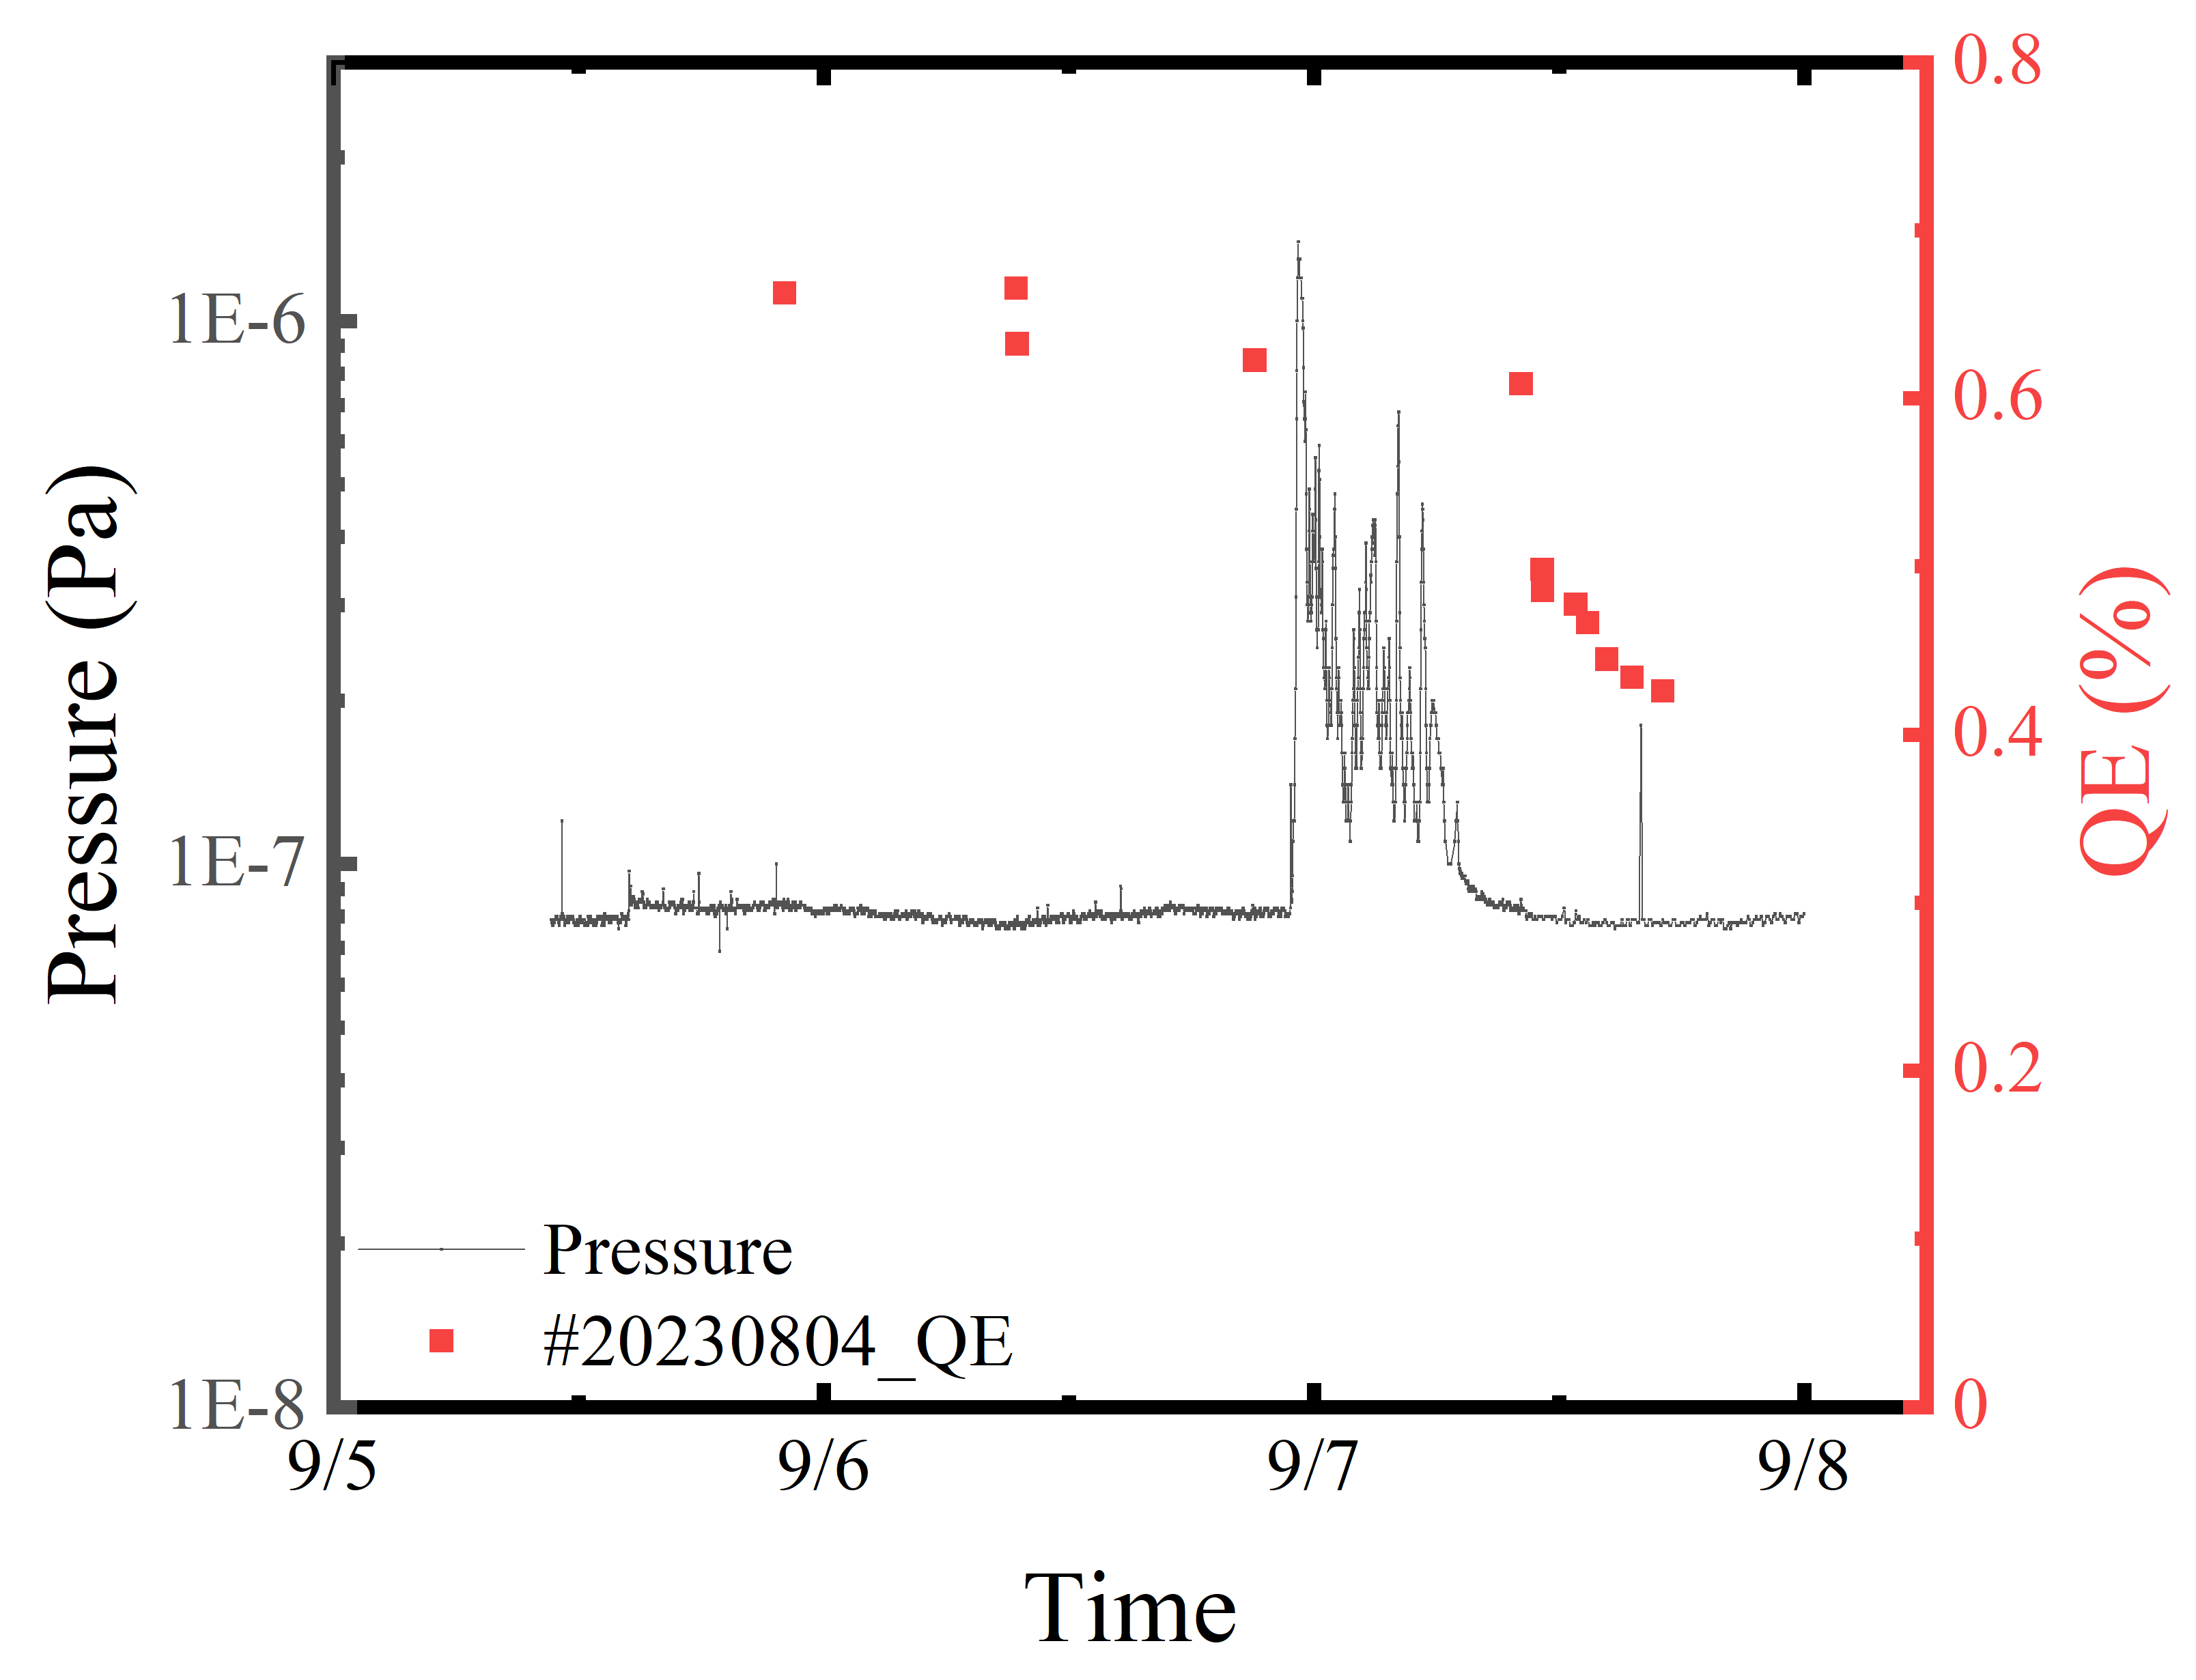 Pressure (Pa)
1E-6
1E-7
1E-8
0.8
0.6
0.4
0.2
0
QE (%)
Pressure
#20230804_QE
9/5 9/6 9/7 9/8
Time